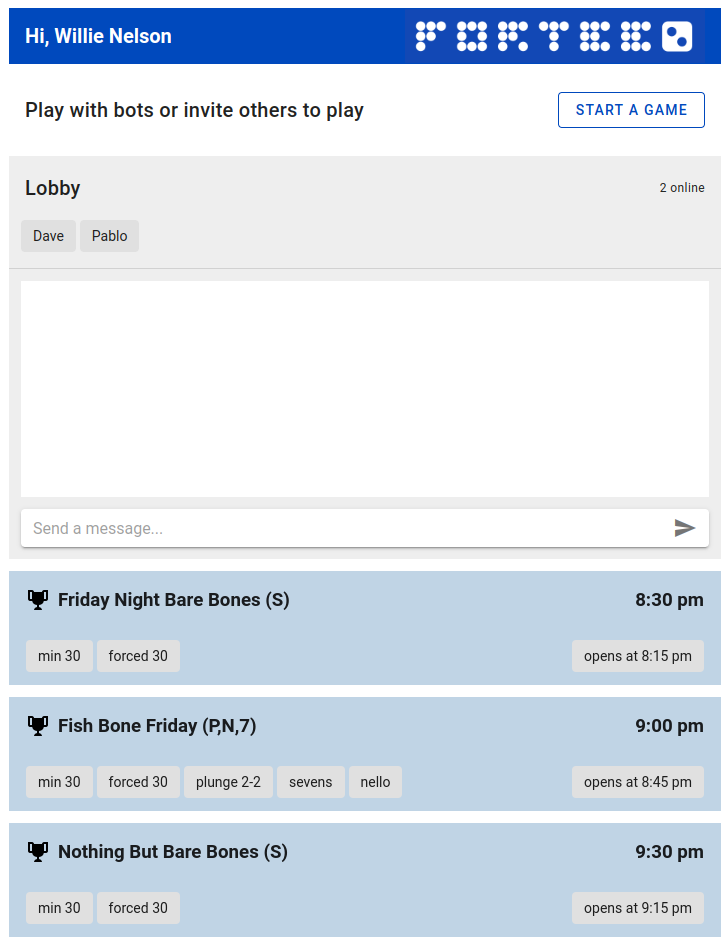 Hi, Willie Nelson
FORTEE
Play with bots or invite others to play
START A GAME
Lobby
2 online
Dave
Pablo
Send a message...
Friday Night Bare Bones (S)
8:30 pm
min 30
forced 30
opens at 8:15 pm
Fish Bone Friday (P,N,7)
9:00 pm
min 30
forced 30
plunge 2-2
sevens
nello
opens at 8:45 pm
Nothing But Bare Bones (S)
9:30 pm
min 30
forced 30
opens at 9:15 pm